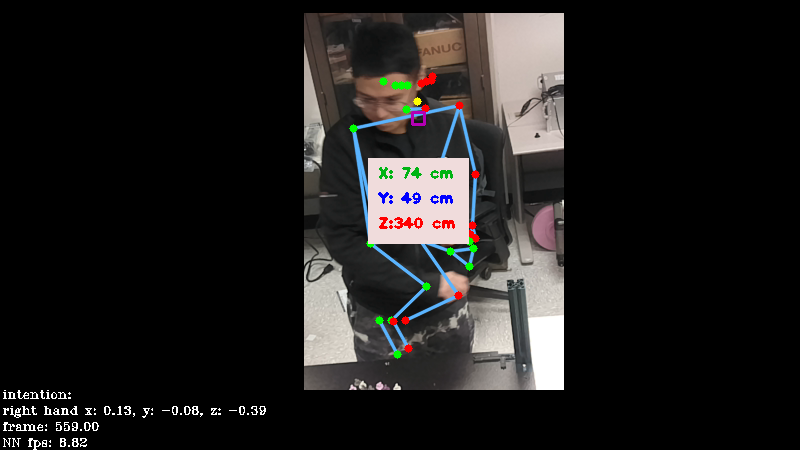 FANUC
X: 74 cm
Y: 49 cm
Z:340 cm
intention:
right hand x: 0.13, y: -0.08, z: -0.39
frame: 559.00
NN fps: 8.82